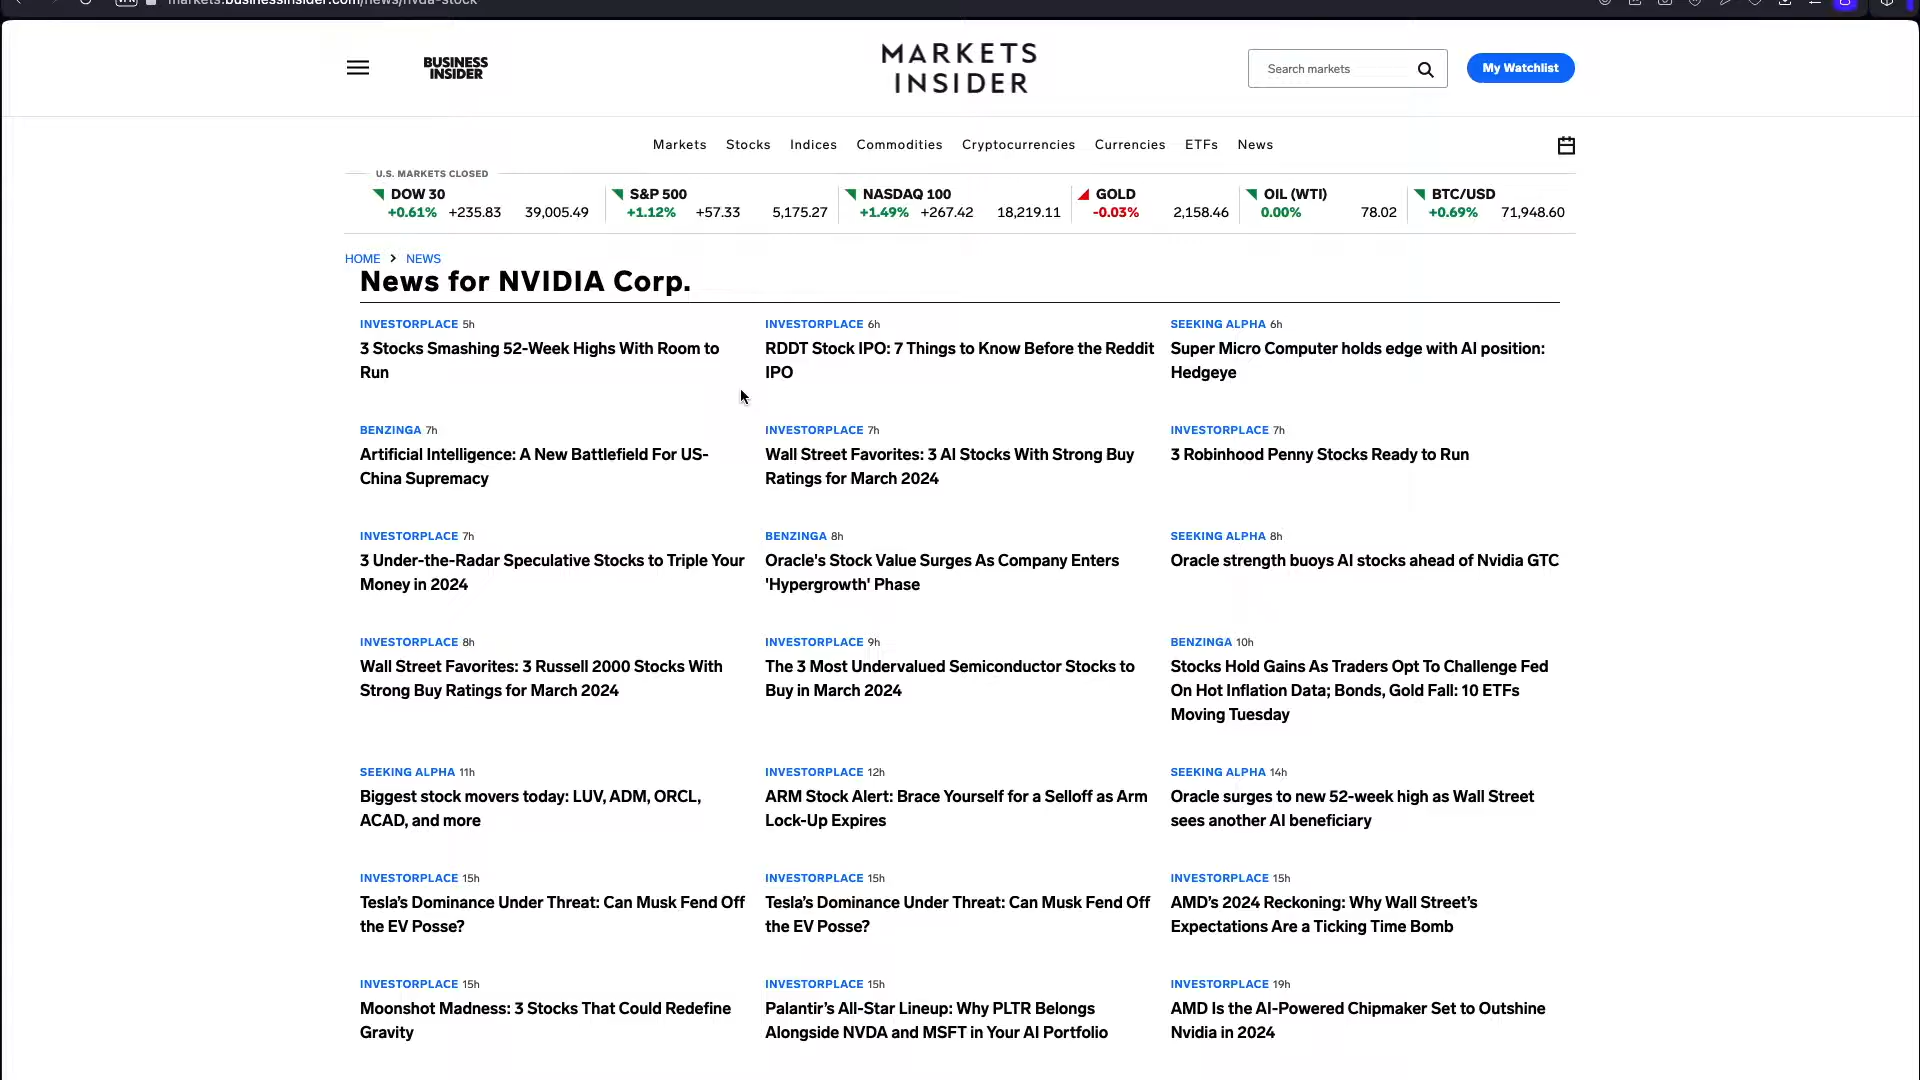 markets.businessinsider.com/news/nvda-stock
BUSINESS
INSIDER
MARKETS
INSIDER
Search markets
My Watchlist
Markets Stocks Indices Commodities Cryptocurrencies Currencies ETFs News
U.S. MARKETS CLOSED
DOW 30
+0.61% +235.83 39,005.49
S&P 500
+1.12% +57.33 5,175.27
NASDAQ 100
+1.49% +267.42 18,219.11
GOLD
-0.03% 2,158.46
OIL (WTI)
0.00% 78.02
BTC/USD
+0.69% 71,948.60
HOME > NEWS
News for NVIDIA Corp.
INVESTORPLACE 5h
3 Stocks Smashing 52-Week Highs With Room to
Run
INVESTORPLACE 6h
RDDT Stock IPO: 7 Things to Know Before the Reddit
IPO
SEEKING ALPHA 6h
Super Micro Computer holds edge with AI position:
Hedgeye
BENZINGA 7h
Artificial Intelligence: A New Battlefield For US-
China Supremacy
INVESTORPLACE 7h
Wall Street Favorites: 3 AI Stocks With Strong Buy
Ratings for March 2024
INVESTORPLACE 7h
3 Robinhood Penny Stocks Ready to Run
INVESTORPLACE 7h
3 Under-the-Radar Speculative Stocks to Triple Your
Money in 2024
BENZINGA 8h
Oracle's Stock Value Surges As Company Enters
'Hypergrowth' Phase
SEEKING ALPHA 8h
Oracle strength buoys AI stocks ahead of Nvidia GTC
INVESTORPLACE 8h
Wall Street Favorites: 3 Russell 2000 Stocks With
Strong Buy Ratings for March 2024
INVESTORPLACE 9h
The 3 Most Undervalued Semiconductor Stocks to
Buy in March 2024
BENZINGA 10h
Stocks Hold Gains As Traders Opt To Challenge Fed
On Hot Inflation Data; Bonds, Gold Fall: 10 ETFs
Moving Tuesday
SEEKING ALPHA 11h
Biggest stock movers today: LUV, ADM, ORCL,
ACAD, and more
INVESTORPLACE 12h
ARM Stock Alert: Brace Yourself for a Selloff as Arm
Lock-Up Expires
SEEKING ALPHA 14h
Oracle surges to new 52-week high as Wall Street
sees another AI beneficiary
INVESTORPLACE 15h
Tesla’s Dominance Under Threat: Can Musk Fend Off
the EV Posse?
INVESTORPLACE 15h
Tesla’s Dominance Under Threat: Can Musk Fend Off
the EV Posse?
INVESTORPLACE 15h
AMD’s 2024 Reckoning: Why Wall Street’s
Expectations Are a Ticking Time Bomb
INVESTORPLACE 15h
Moonshot Madness: 3 Stocks That Could Redefine
Gravity
INVESTORPLACE 15h
Palantir’s All-Star Lineup: Why PLTR Belongs
Alongside NVDA and MSFT in Your AI Portfolio
INVESTORPLACE 19h
AMD Is the AI-Powered Chipmaker Set to Outshine
Nvidia in 2024